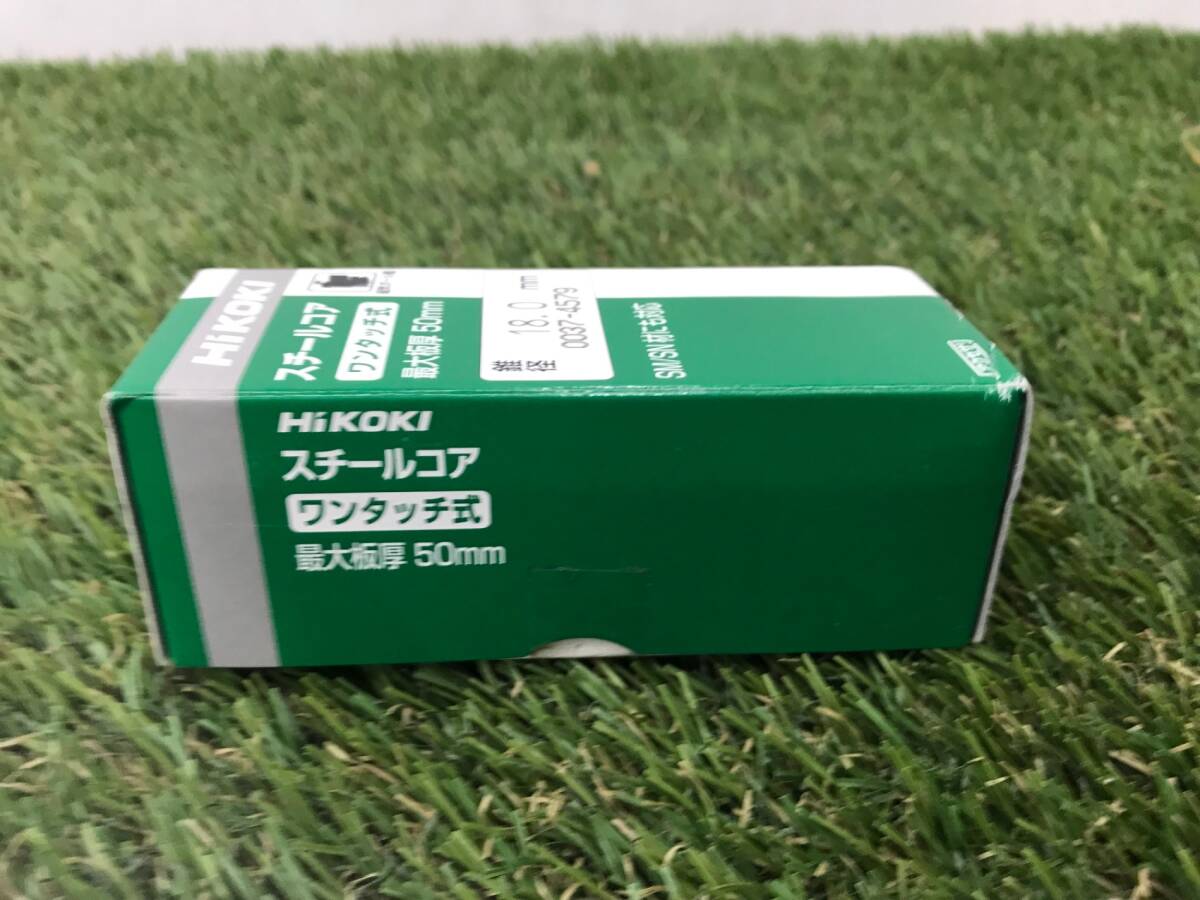 HiKOKI
スチールコア
ワンタッチ式
最大板厚 50mm
錐径 18.0 mm
0037-4579
SM/SN材にも対応
HiKOKI
スチールコア
ワンタッチ式
最大板厚 50mm